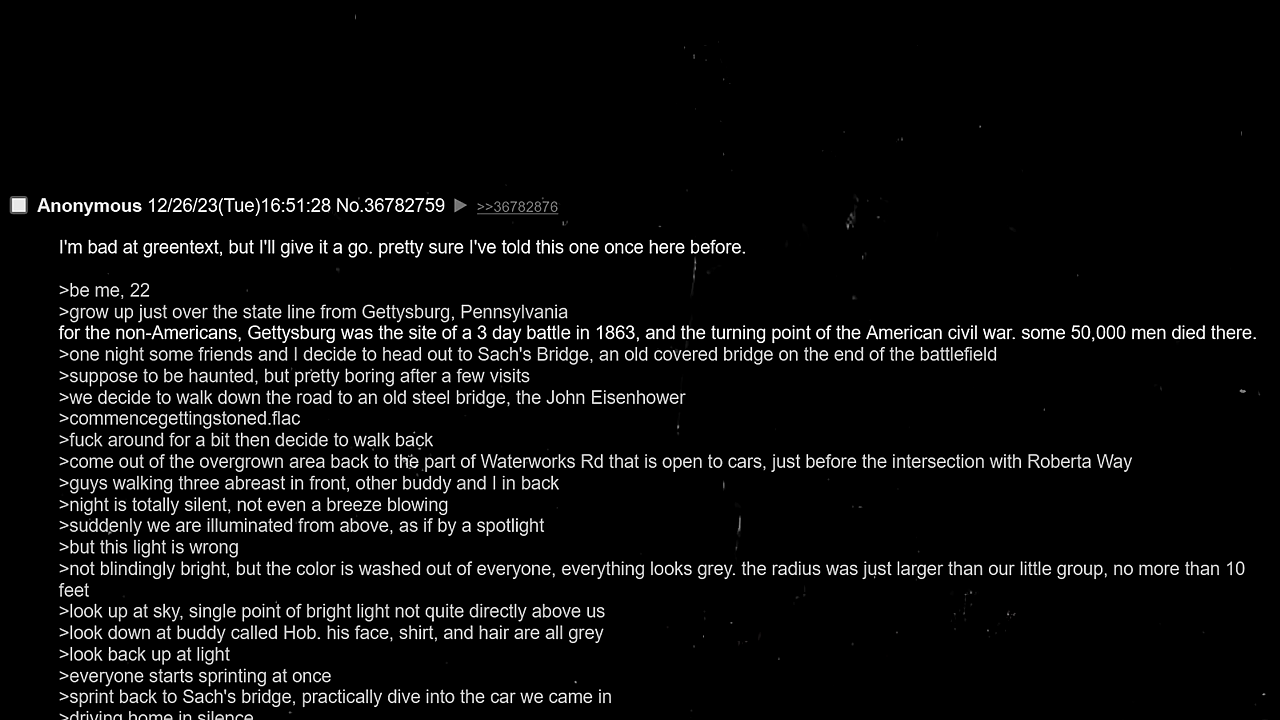 Anonymous 12/26/23(Tue)16:51:28 No.36782759 ▶ >>36782876
I'm bad at greentext, but I'll give it a go. pretty sure I've told this one once here before.
>be me, 22
>grow up just over the state line from Gettysburg, Pennsylvania
for the non-Americans, Gettysburg was the site of a 3 day battle in 1863, and the turning point of the American civil war. some 50,000 men died there.
>one night some friends and I decide to head out to Sach's Bridge, an old covered bridge on the end of the battlefield
>suppose to be haunted, but pretty boring after a few visits
>we decide to walk down the road to an old steel bridge, the John Eisenhower
>commencegettingstoned.flac
>fuck around for a bit then decide to walk back
>come out of the overgrown area back to the part of Waterworks Rd that is open to cars, just before the intersection with Roberta Way
>guys walking three abreast in front, other buddy and I in back
>night is totally silent, not even a breeze blowing
>suddenly we are illuminated from above, as if by a spotlight
>but this light is wrong
>not blindingly bright, but the color is washed out of everyone, everything looks grey. the radius was just larger than our little group, no more than 10
feet
>look up at sky, single point of bright light not quite directly above us
>look down at buddy called Hob. his face, shirt, and hair are all grey
>look back up at light
>everyone starts sprinting at once
>sprint back to Sach's bridge, practically dive into the car we came in
>driving home in silence